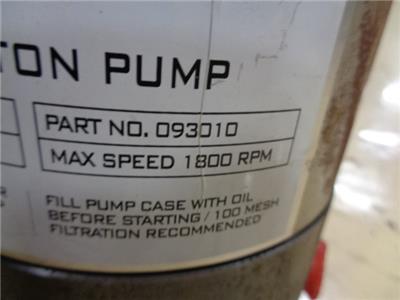 TON PUMP
PART NO. 093010
MAX SPEED 1800 RPM
FILL PUMP CASE WITH OIL
BEFORE STARTING / 100 MESH
FILTRATION RECOMMENDED